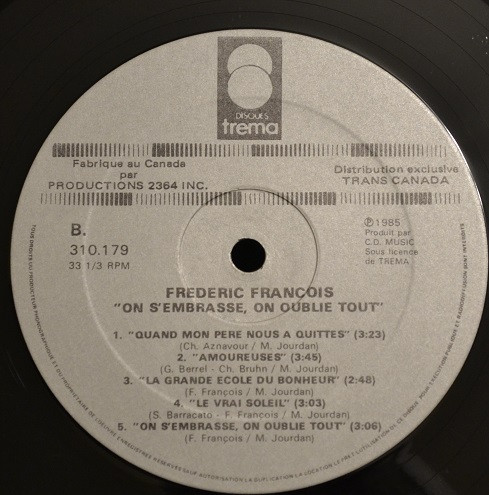 DISQUES
trema
Fabrique au Canada
par
PRODUCTIONS 2364 INC.
Distribution exclusive
TRANS CANADA
B.
310.179
33 1/3 RPM
℗1985
Produit par
C.D. MUSIC
Sous licence
de TREMA
FREDERIC FRANÇOIS
"ON S'EMBRASSE, ON OUBLIE TOUT"
1. "QUAND MON PERE NOUS A QUITTES" (3:23)
(Ch. Aznavour / M. Jourdan)
2. "AMOUREUSES" (3:45)
(G. Berrel - Ch. Bruhn / M. Jourdan)
3. "LA GRANDE ECOLE DU BONHEUR" (2:48)
(F. François / M. Jourdan)
4. "LE VRAI SOLEIL" (3:03)
(S. Barracato - F. François / M. Jourdan)
5. "ON S'EMBRASSE, ON OUBLIE TOUT" (3:06)
(F. François / M. Jourdan)